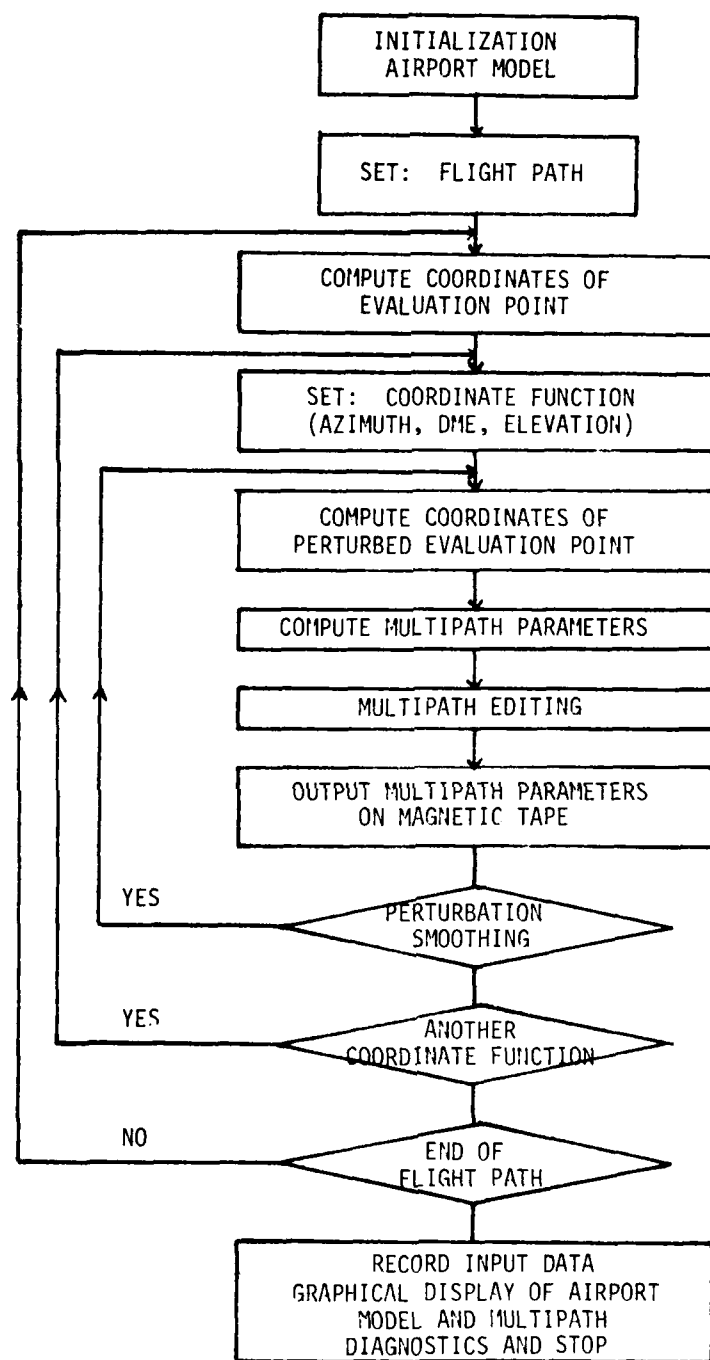 INITIALIZATION
AIRPORT MODEL
SET: FLIGHT PATH
COMPUTE COORDINATES OF
EVALUATION POINT
SET: COORDINATE FUNCTION
(AZIMUTH, DME, ELEVATION)
COMPUTE COORDINATES OF
PERTURBED EVALUATION POINT
COMPUTE MULTIPATH PARAMETERS
MULTIPATH EDITING
OUTPUT MULTIPATH PARAMETERS
ON MAGNETIC TAPE
YES
PERTURBATION
SMOOTHING
YES
ANOTHER
COORDINATE FUNCTION
NO
END OF
FLIGHT PATH
RECORD INPUT DATA
GRAPHICAL DISPLAY OF AIRPORT
MODEL AND MULTIPATH
DIAGNOSTICS AND STOP